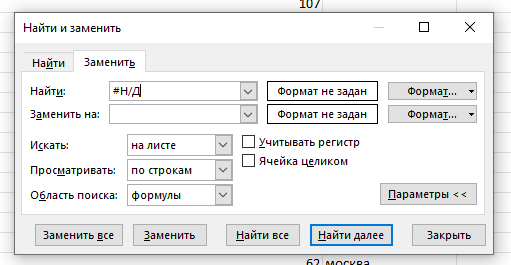 107
Найти и заменить
Найти
Заменить
Найти: #Н/Д Формат не задан Формат...
Заменить на: Формат не задан Формат...
Искать: на листе Учитывать регистр
Ячейка целиком
Просматривать: по строкам
Область поиска: формулы Параметры <<
Заменить все Заменить Найти все Найти далее Закрыть
62 москва